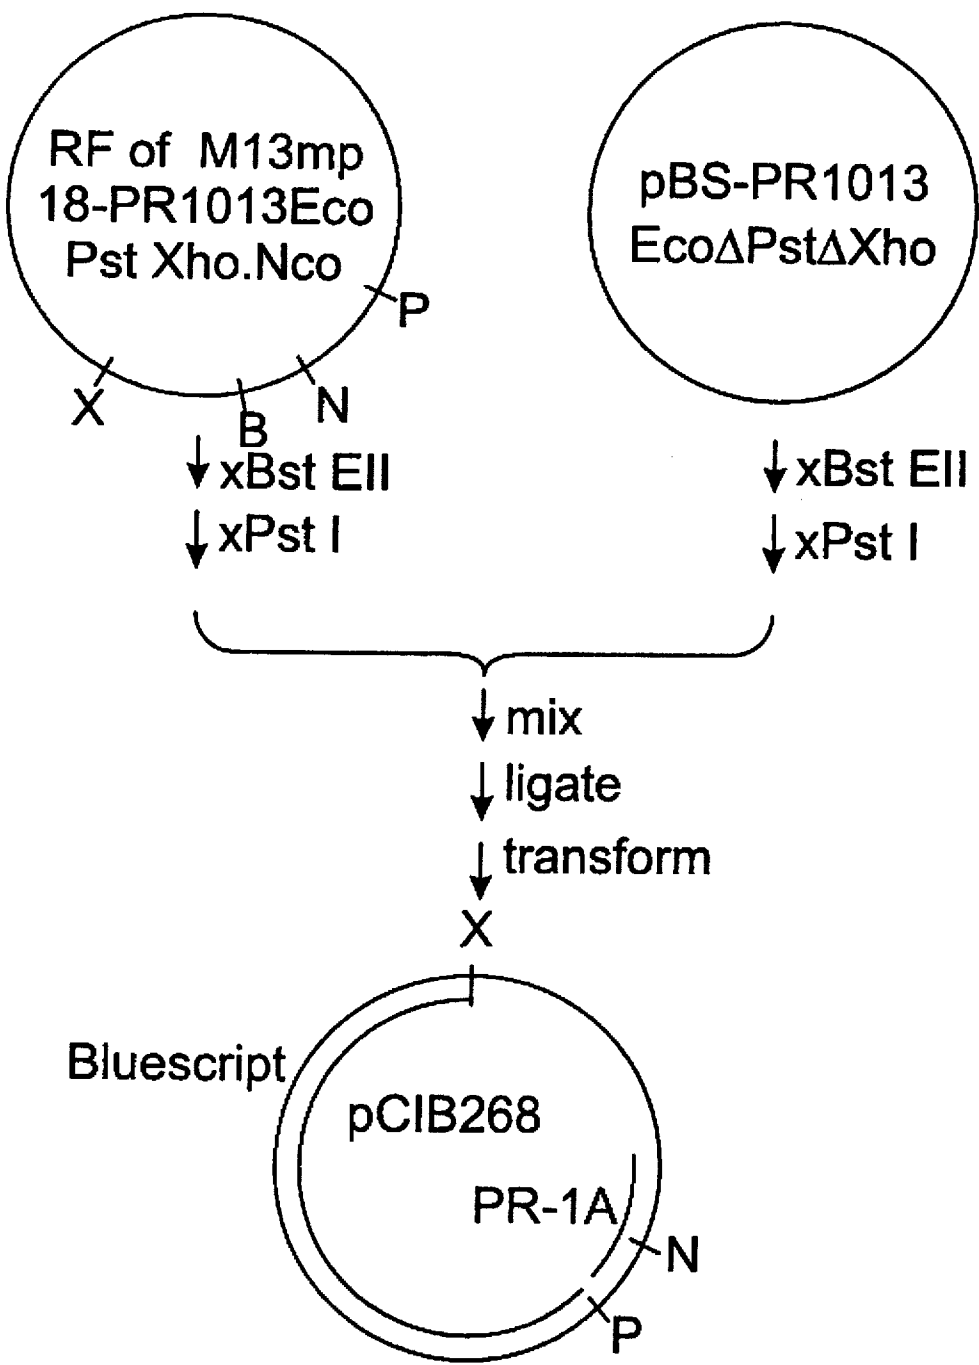 RF of M13mp
18-PR1013Eco
Pst Xho.Nco
P
N
B
X
xBst EII
xPst I
pBS-PR1013
EcoΔPstΔXho
xBst EII
xPst I
mix
ligate
transform
X
Bluescript
pCIB268
PR-1A
N
P